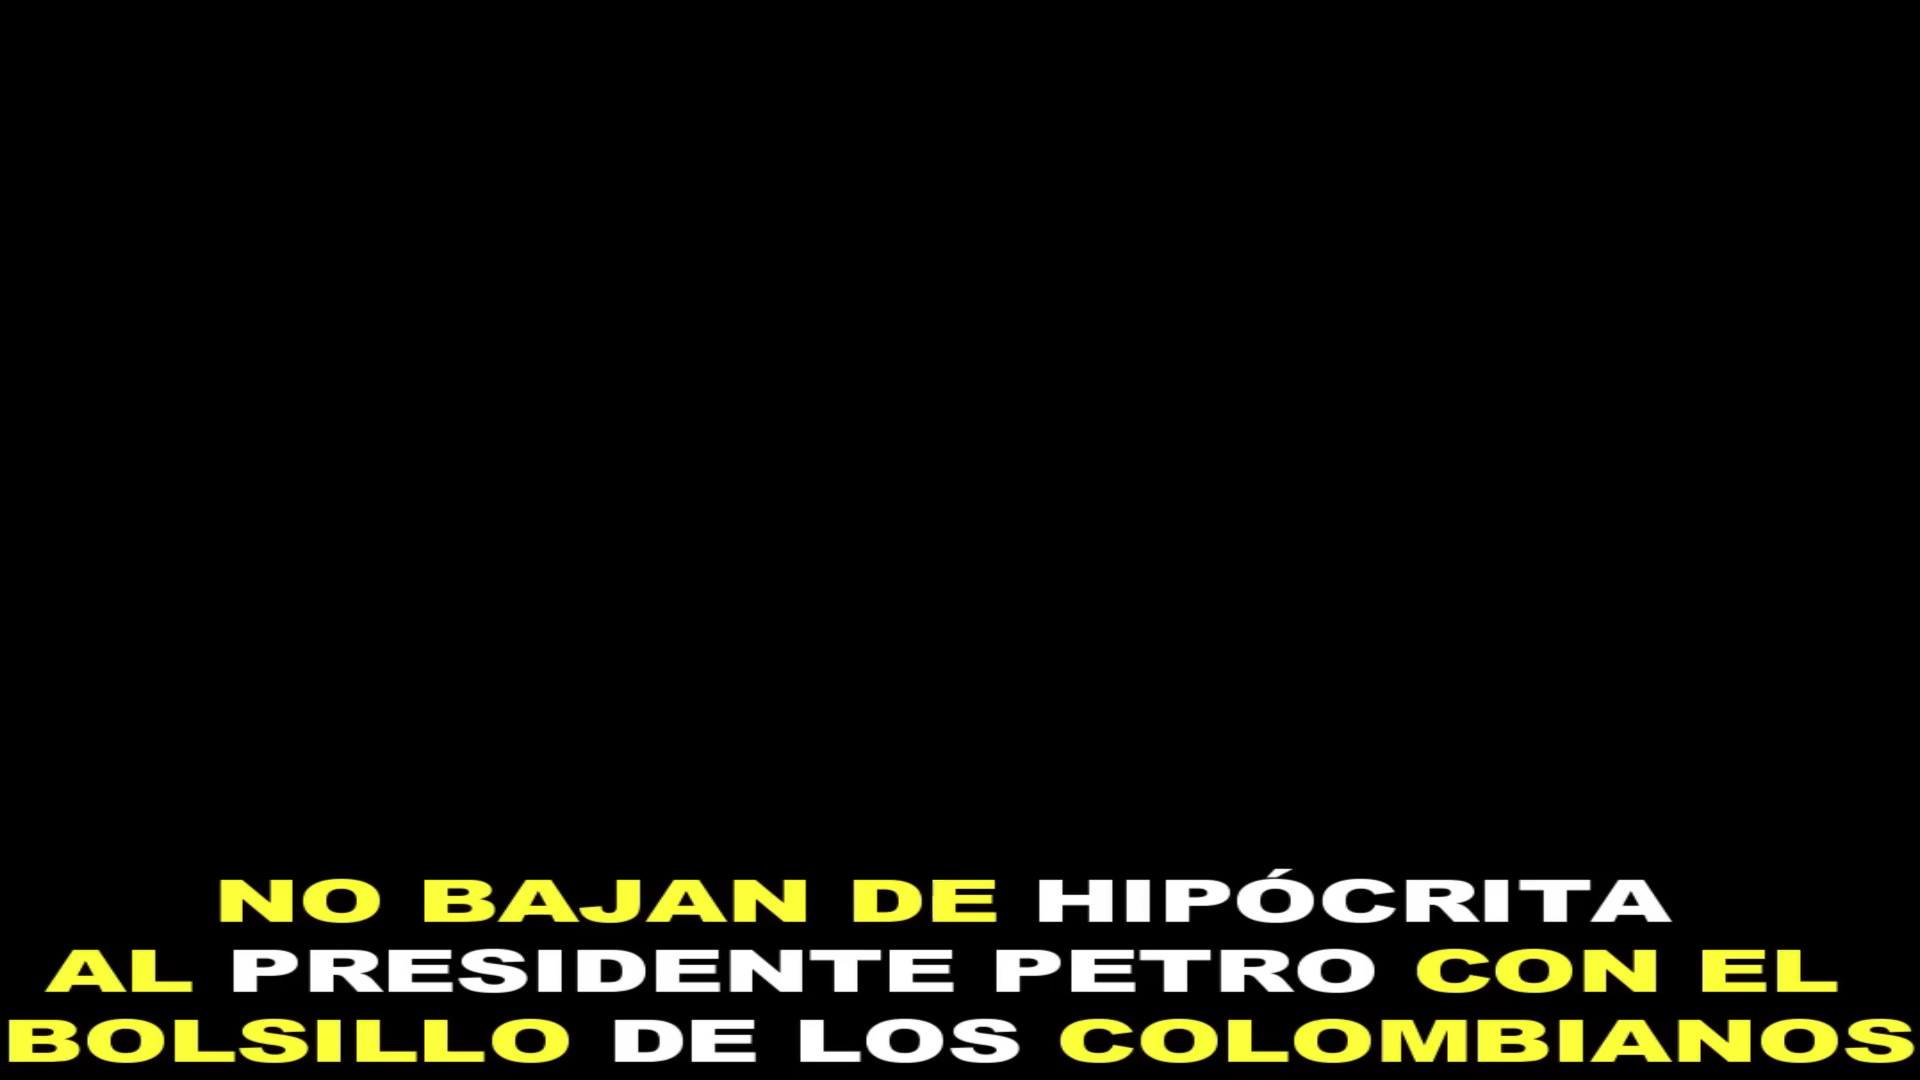 NO BAJAN DE HIPÓCRITA
AL PRESIDENTE PETRO CON EL
BOLSILLO DE LOS COLOMBIANOS